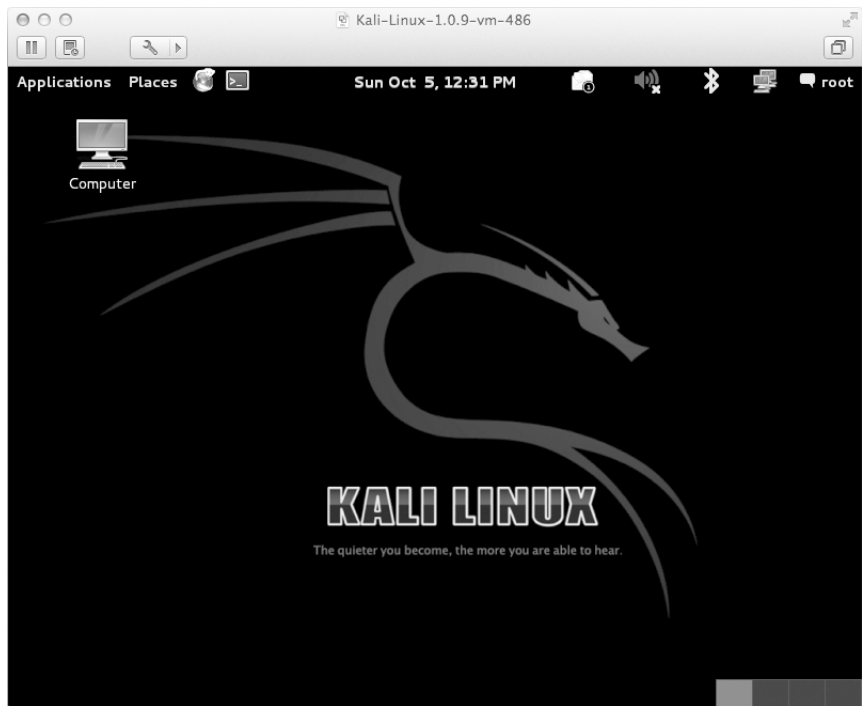 Kali-Linux-1.0.9-vm-486
Applications Places Sun Oct 5, 12:31 PM 1 root
Computer
KALI LINUX
The quieter you become, the more you are able to hear.